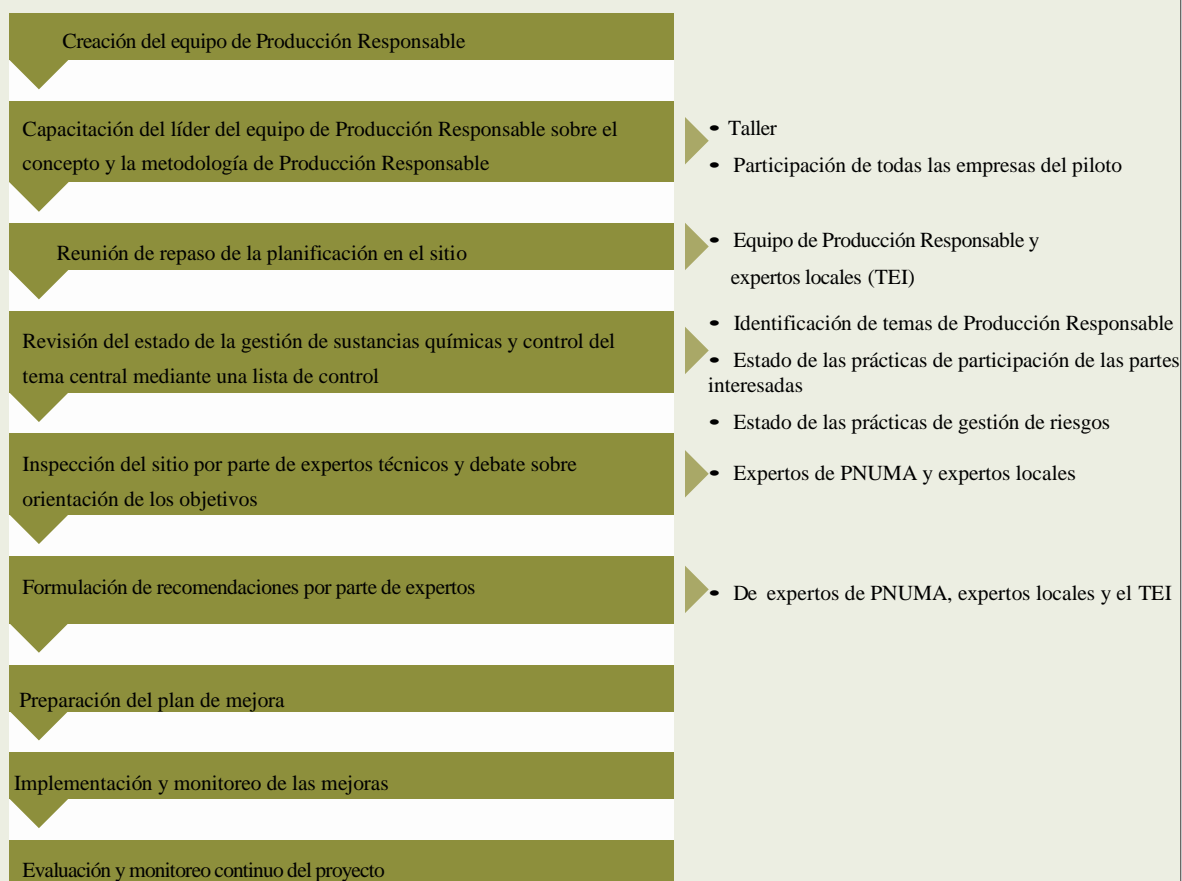 Creación del equipo de Producción Responsable
Capacitación del líder del equipo de Producción Responsable sobre el
concepto y la metodología de Producción Responsable
• Taller
• Participación de todas las empresas del piloto
Reunión de repaso de la planificación en el sitio
• Equipo de Producción Responsable y
expertos locales (TEI)
Revisión del estado de la gestión de sustancias químicas y control del
tema central mediante una lista de control
• Identificación de temas de Producción Responsable
• Estado de las prácticas de participación de las partes
interesadas
• Estado de las prácticas de gestión de riesgos
Inspección del sitio por parte de expertos técnicos y debate sobre
orientación de los objetivos
• Expertos de PNUMA y expertos locales
Formulación de recomendaciones por parte de expertos
• De expertos de PNUMA, expertos locales y el TEI
Preparación del plan de mejora
Implementación y monitoreo de las mejoras
Evaluación y monitoreo continuo del proyecto